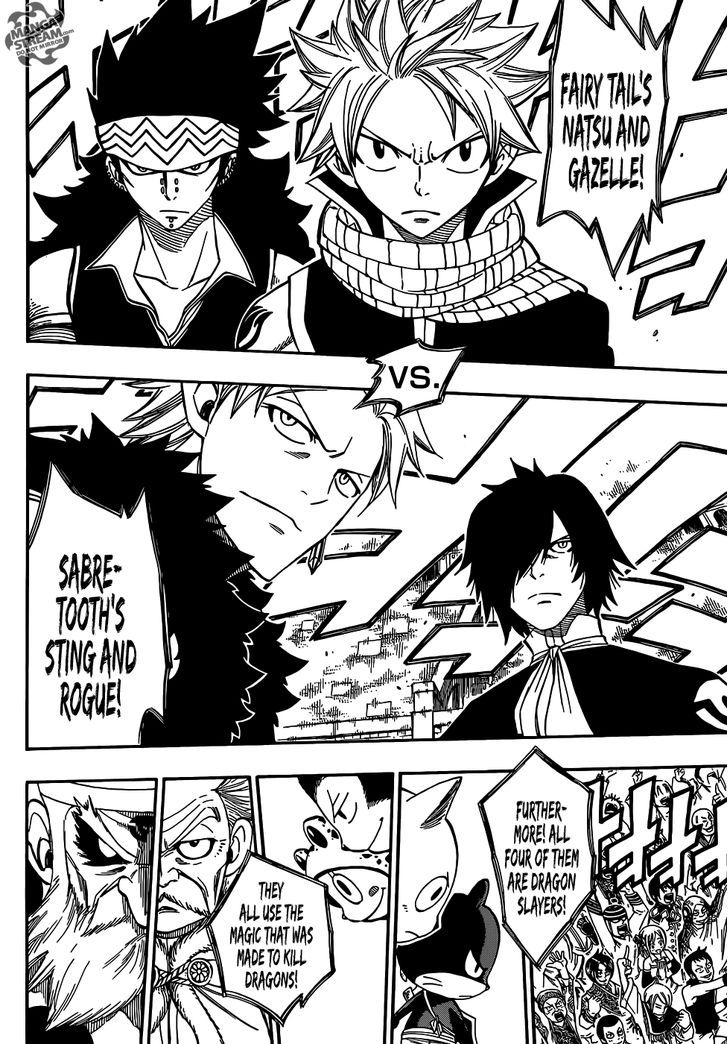 MANGA
STREAM.COM
DO NOT MIRROR
FAIRY TAIL'S
NATSU AND
GAZELLE!
VS.
SABRE-
TOOTH'S
STING AND
ROGUE!
FURTHER-
MORE! ALL
FOUR OF THEM
ARE DRAGON
SLAYERS!
THEY
ALL USE THE
MAGIC THAT WAS
MADE TO KILL
DRAGONS!